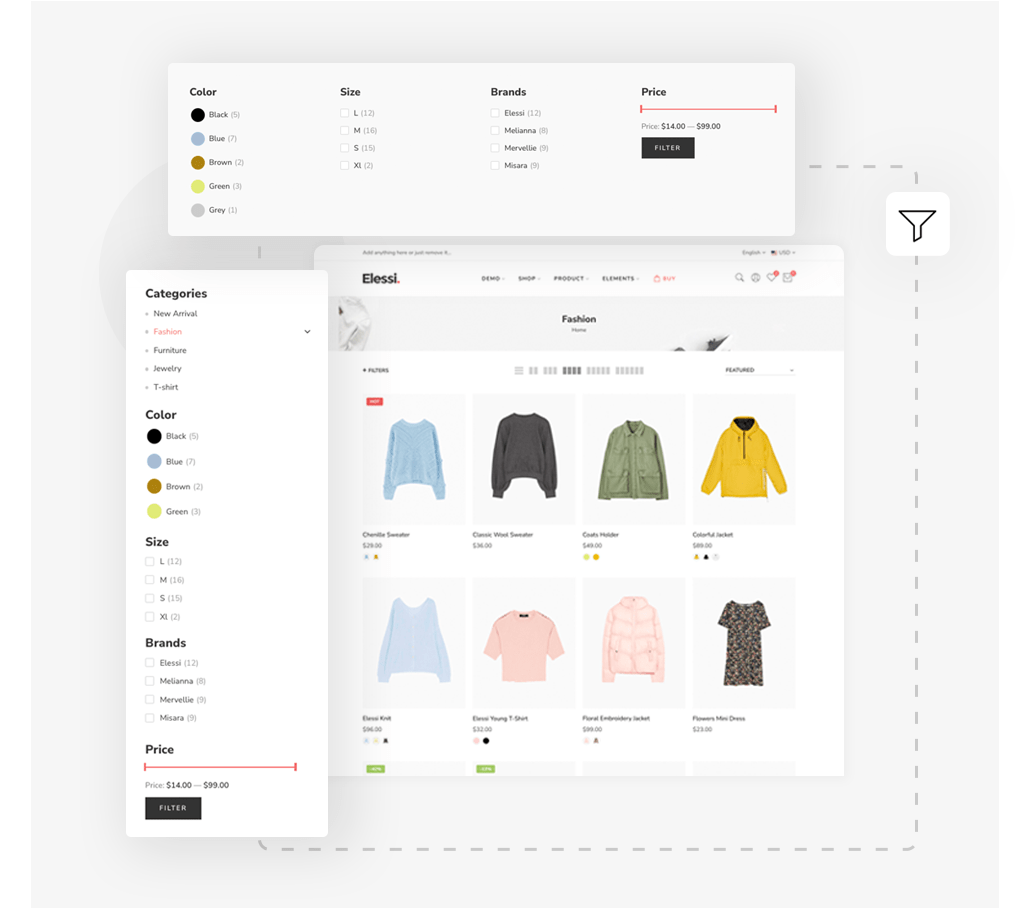 Color
Black (5)
Blue (7)
Brown (2)
Green (3)
Grey (1)
Size
L (12)
M (16)
S (15)
Xl (2)
Brands
Elessi (12)
Melianna (8)
Mervellie (9)
Misara (9)
Price
Price: $14.00 — $99.00
FILTER
Add anything here or just remove it...
English
USD
Elessi.
DEMO
SHOP
PRODUCT
ELEMENTS
BUY
Fashion
Home
FILTERS
FEATURED
HOT
Chenille Sweater
$29.00
Classic Wool Sweater
$36.00
Coats Holder
$49.00
Colorful Jacket
$89.00
Elessi Knit
$96.00
Elessi Young T-Shirt
$32.00
Floral Embroidery Jacket
$99.00
Flowers Mini Dress
$23.00
Categories
New Arrival
Fashion
Furniture
Jewelry
T-shirt
Color
Black (5)
Blue (7)
Brown (2)
Green (3)
Size
L (12)
M (16)
S (15)
Xl (2)
Brands
Elessi (12)
Melianna (8)
Mervellie (9)
Misara (9)
Price
Price: $14.00 — $99.00
FILTER